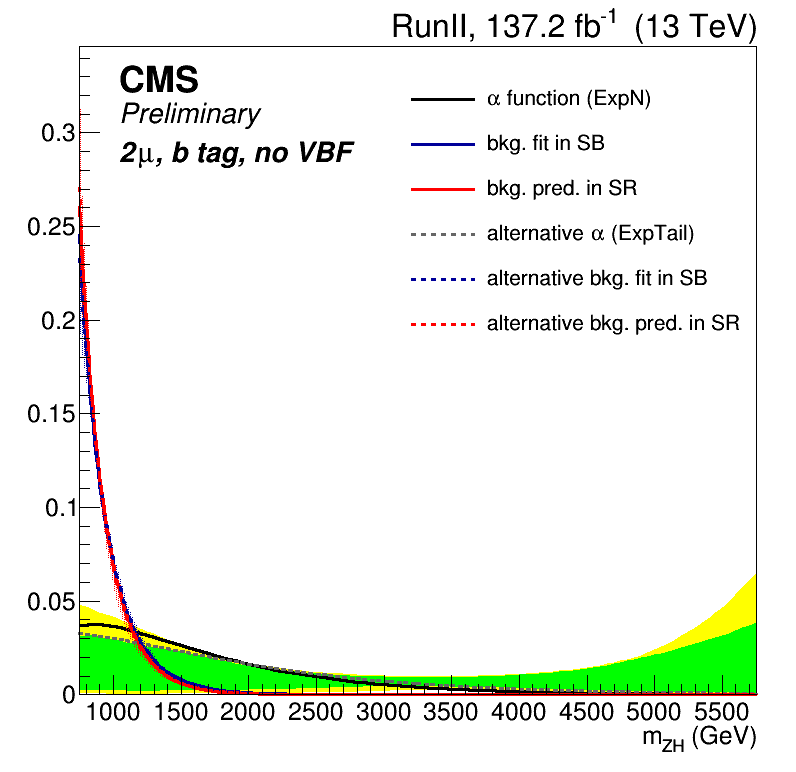 RunII, 137.2 fb⁻¹ (13 TeV)
CMS
Preliminary
2μ, b tag, no VBF
α function (ExpN)
bkg. fit in SB
bkg. pred. in SR
alternative α (ExpTail)
alternative bkg. fit in SB
alternative bkg. pred. in SR
0.3
0.25
0.2
0.15
0.1
0.05
0
1000 1500 2000 2500 3000 3500 4000 4500 5000 5500
m_ZH (GeV)